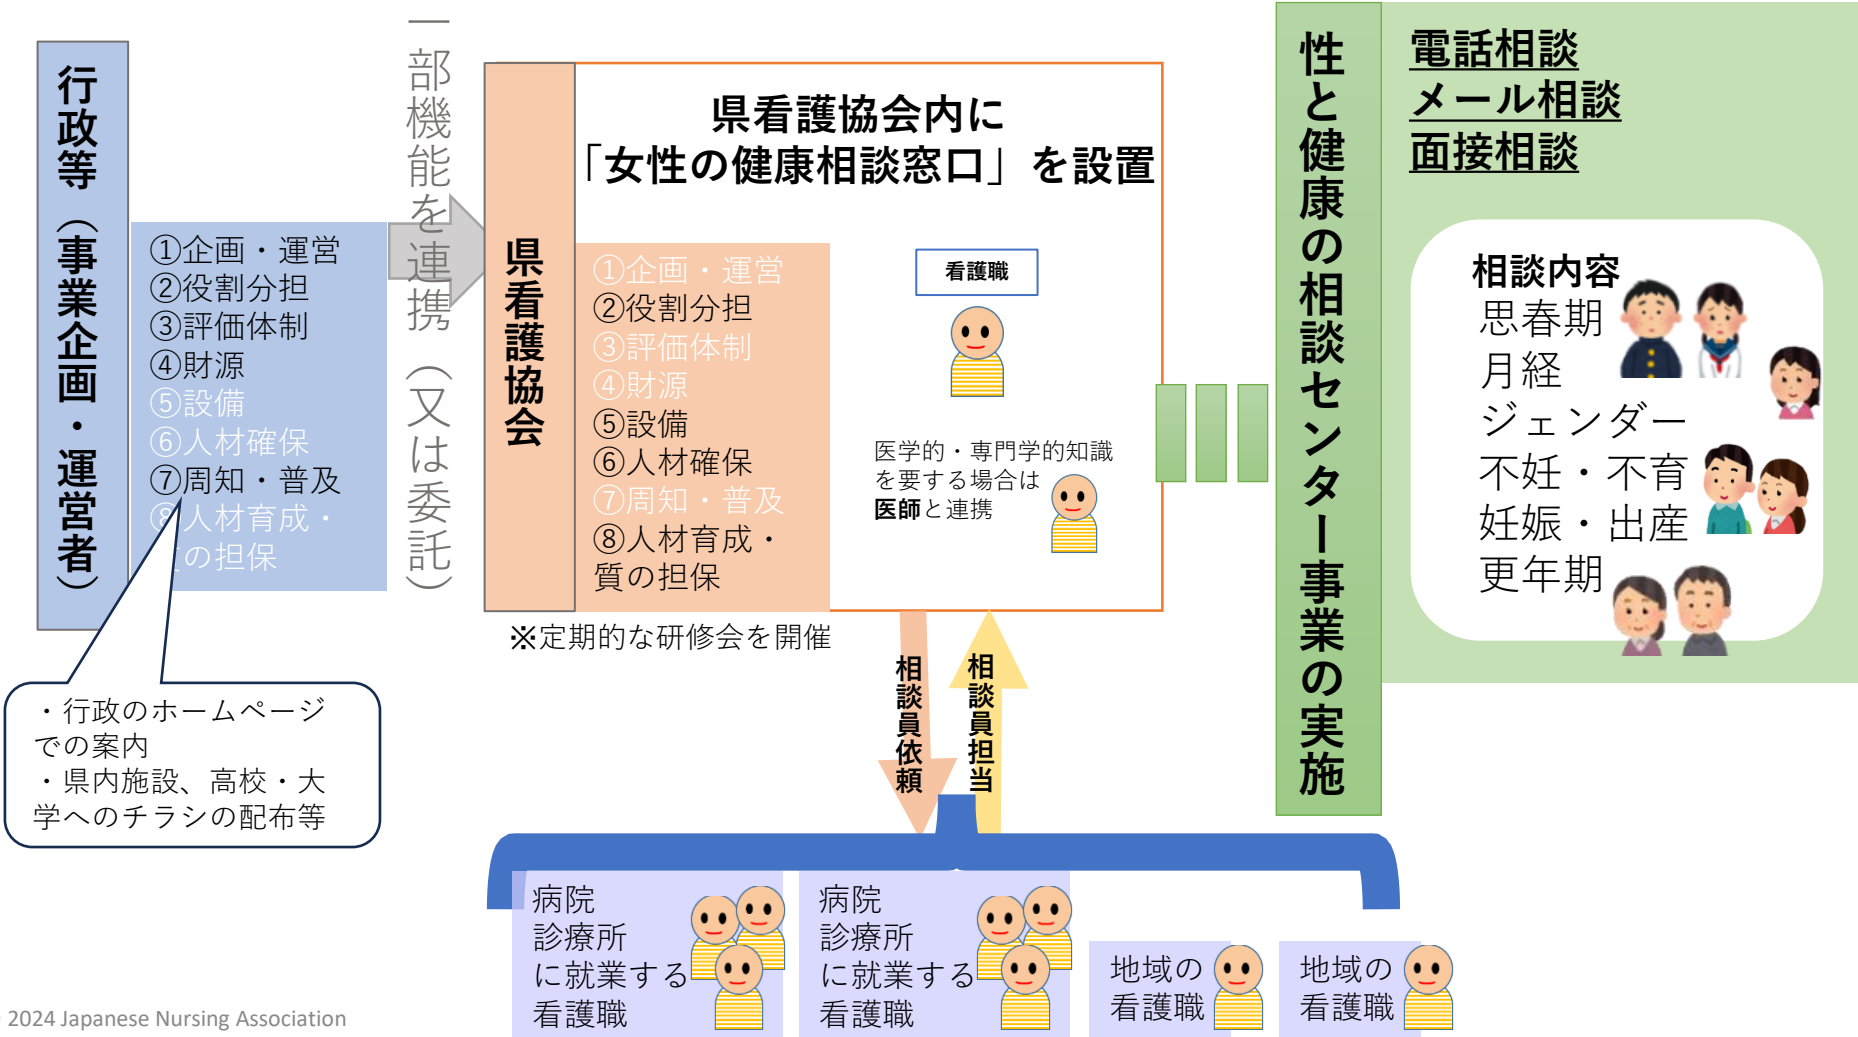 行政等（事業企画・運営者）
①企画・運営
②役割分担
③評価体制
④財源
⑤設備
⑥人材確保
⑦周知・普及
⑧人材育成・
の担保
・行政のホームページ
での案内
・県内施設、高校・大
学へのチラシの配布等
一部機能を連携（又は委託）
県看護協会
県看護協会内に
「女性の健康相談窓口」を設置
①企画・運営
②役割分担
③評価体制
④財源
⑤設備
⑥人材確保
⑦周知・普及
⑧人材育成・
質の担保
看護職
医学的・専門学的知識
を要する場合は
医師と連携
※定期的な研修会を開催
相談員依頼
相談員担当
病院
診療所
に就業する
看護職
病院
診療所
に就業する
看護職
地域の
看護職
地域の
看護職
性と健康の相談センター事業の実施
電話相談
メール相談
面接相談
相談内容
思春期
月経
ジェンダー
不妊・不育
妊娠・出産
更年期
2024 Japanese Nursing Association